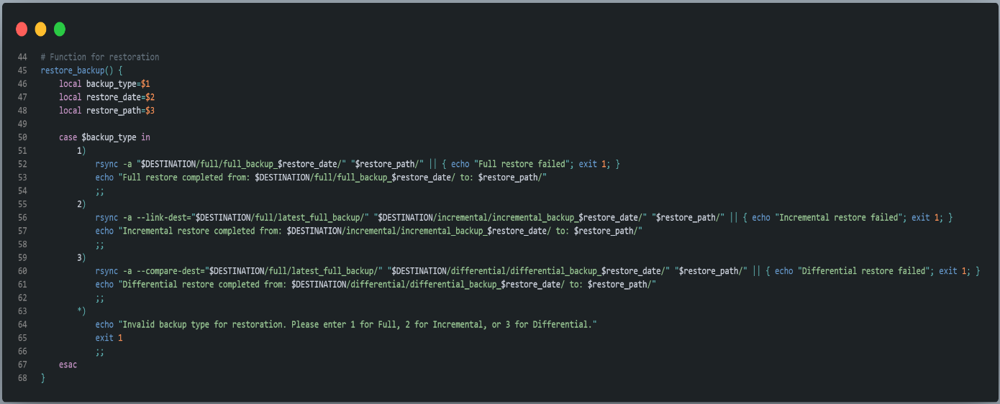 44 # Function for restoration
45 restore_backup() {
46     local backup_type=$1
47     local restore_date=$2
48     local restore_path=$3
49
50     case $backup_type in
51         1)
52             rsync -a "$DESTINATION/full/full_backup_$restore_date/" "$restore_path/" || { echo "Full restore failed"; exit 1; }
53             echo "Full restore completed from: $DESTINATION/full/full_backup_$restore_date/ to: $restore_path/"
54             ;;
55         2)
56             rsync -a --link-dest="$DESTINATION/full/latest_full_backup/" "$DESTINATION/incremental/incremental_backup_$restore_date/" "$restore_path/" || { echo "Incremental restore failed"; exit 1; }
57             echo "Incremental restore completed from: $DESTINATION/incremental/incremental_backup_$restore_date/ to: $restore_path/"
58             ;;
59         3)
60             rsync -a --compare-dest="$DESTINATION/full/latest_full_backup/" "$DESTINATION/differential/differential_backup_$restore_date/" "$restore_path/" || { echo "Differential restore failed"; exit 1; }
61             echo "Differential restore completed from: $DESTINATION/differential/differential_backup_$restore_date/ to: $restore_path/"
62             ;;
63         *)
64             echo "Invalid backup type for restoration. Please enter 1 for Full, 2 for Incremental, or 3 for Differential."
65             exit 1
66             ;;
67     esac
68 }